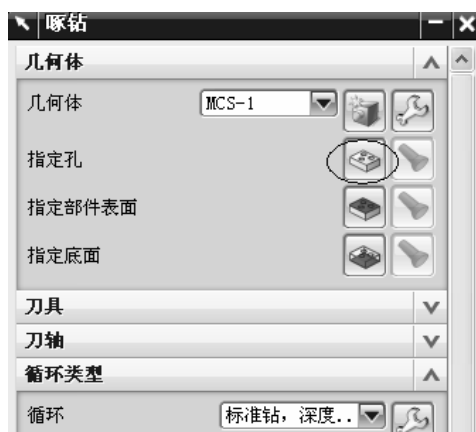 啄钻
几何体
几何体 MCS-1
指定孔
指定部件表面
指定底面
刀具
刀轴
循环类型
循环 标准钻，深度..